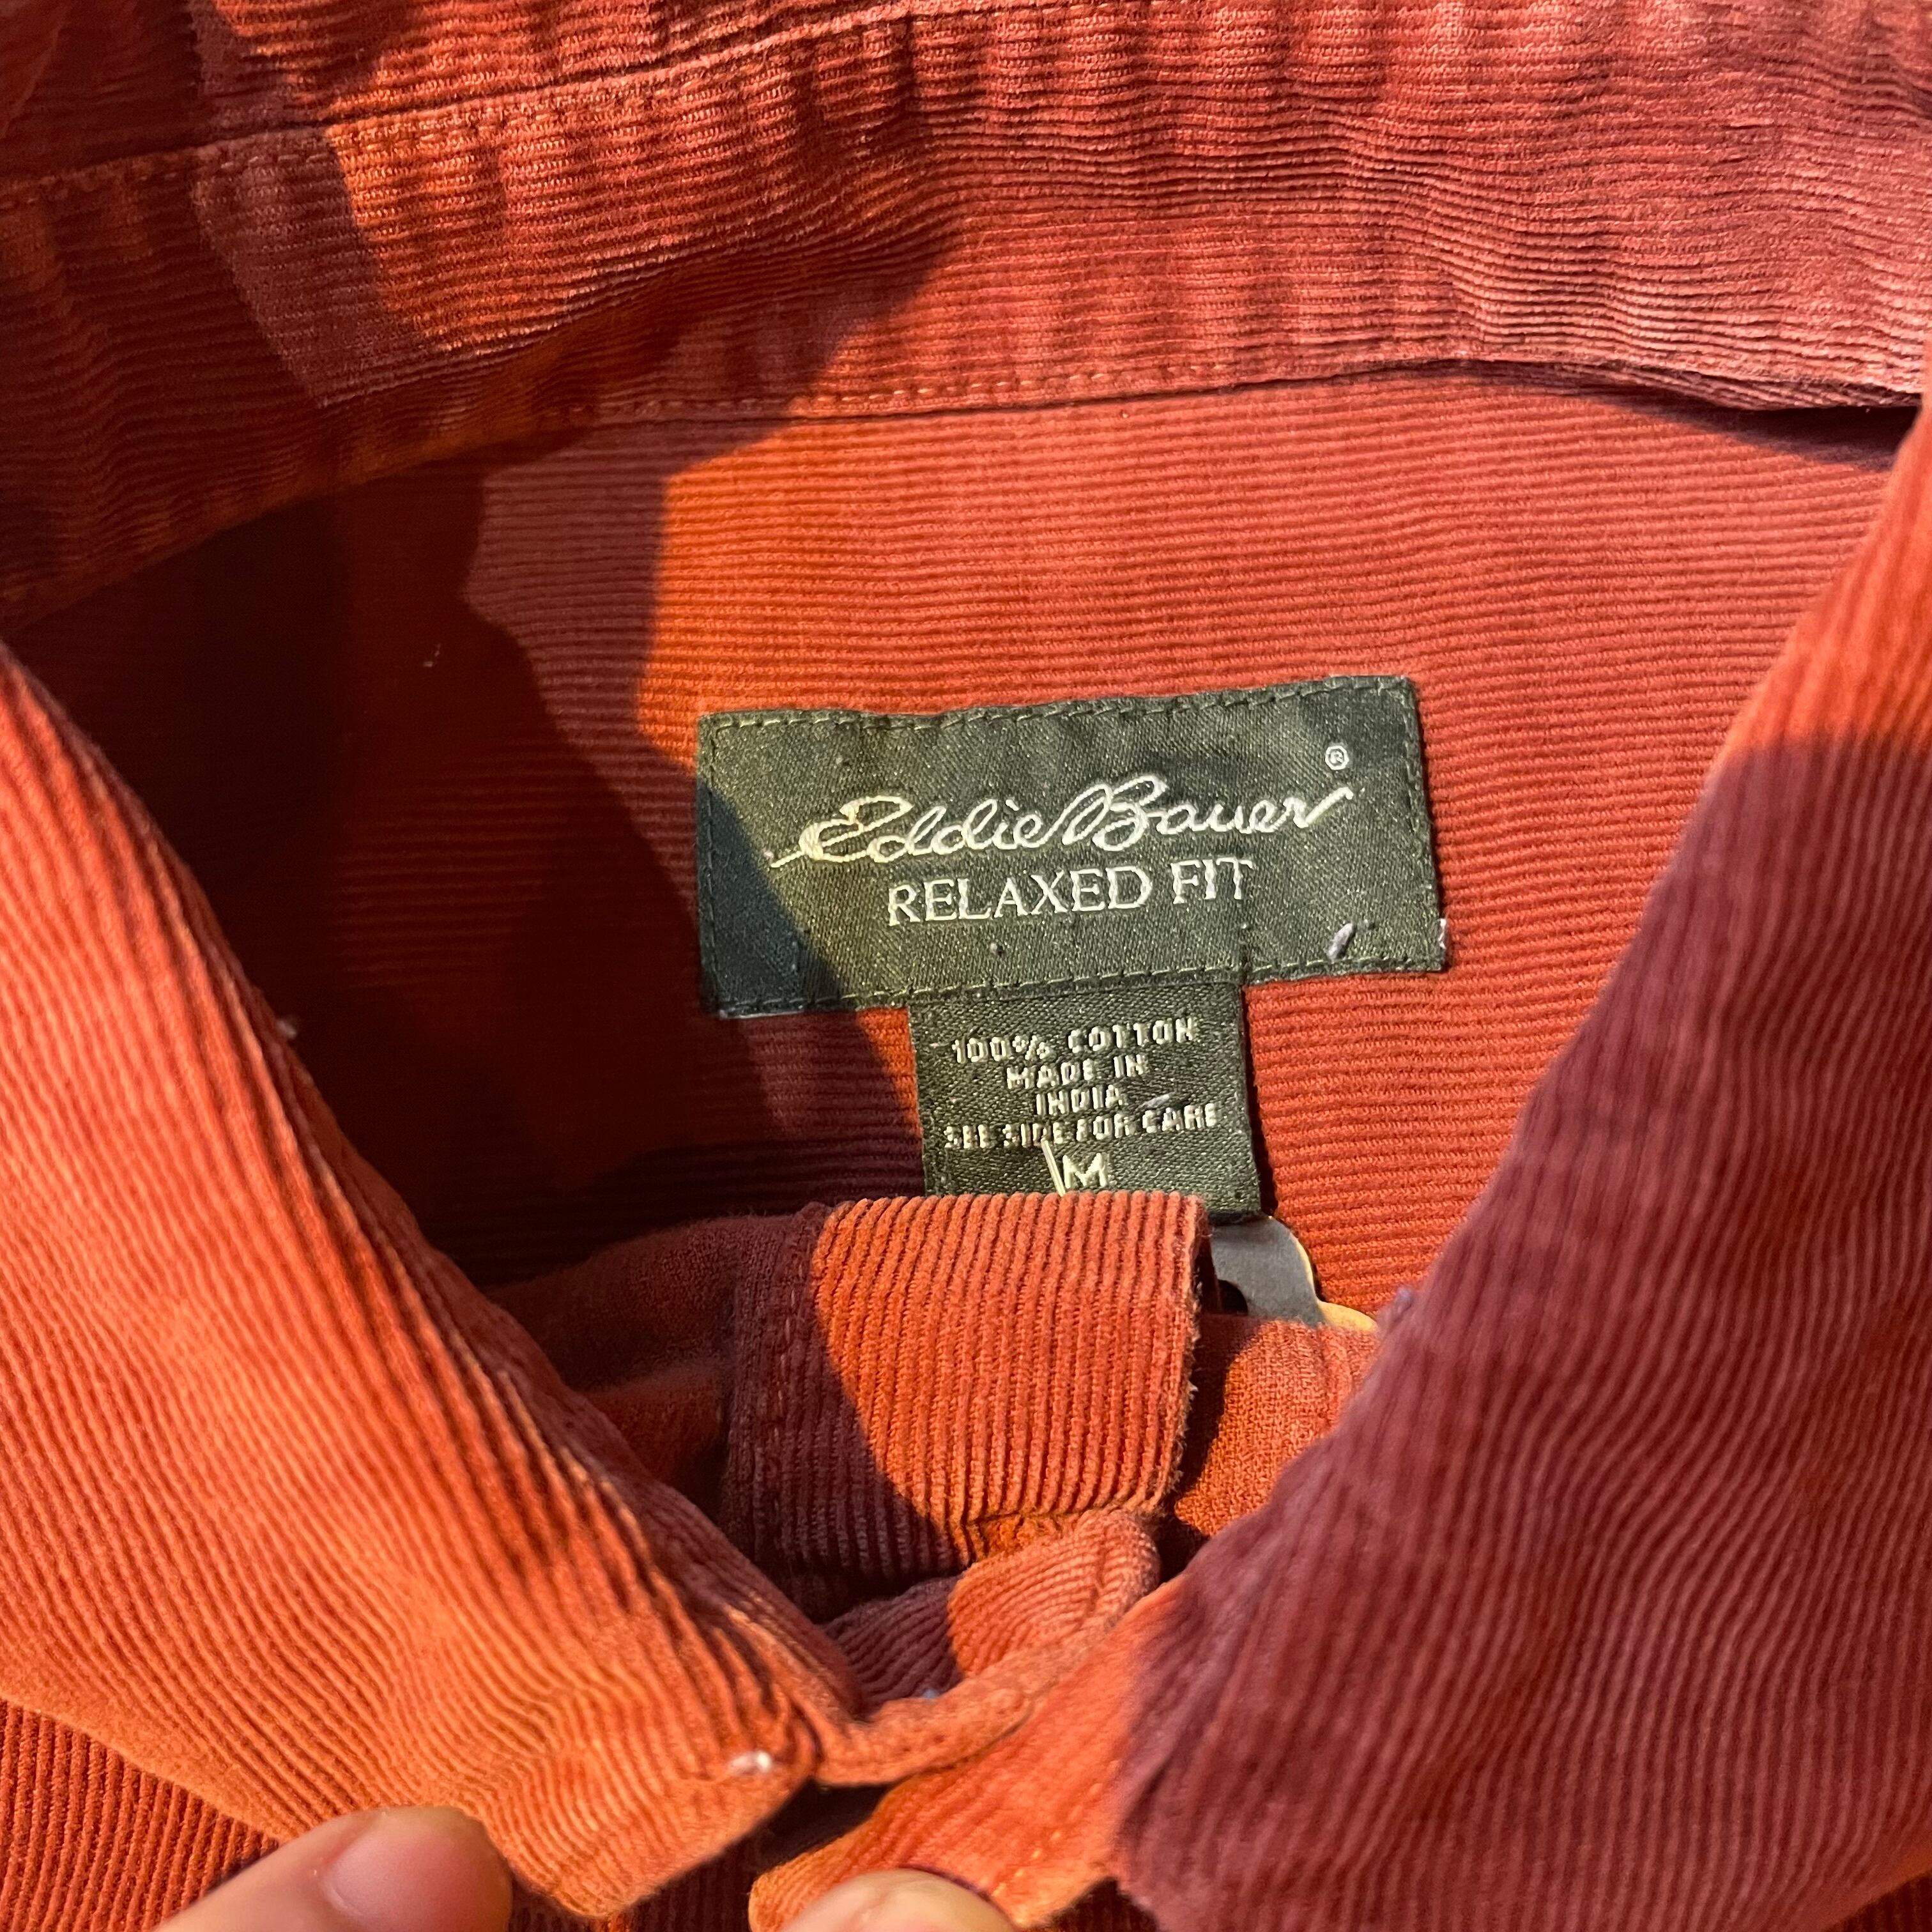 Eddie Bauer®
RELAXED FIT
100% COTTON
MADE IN
INDIA
SEE SIDE FOR CARE
M